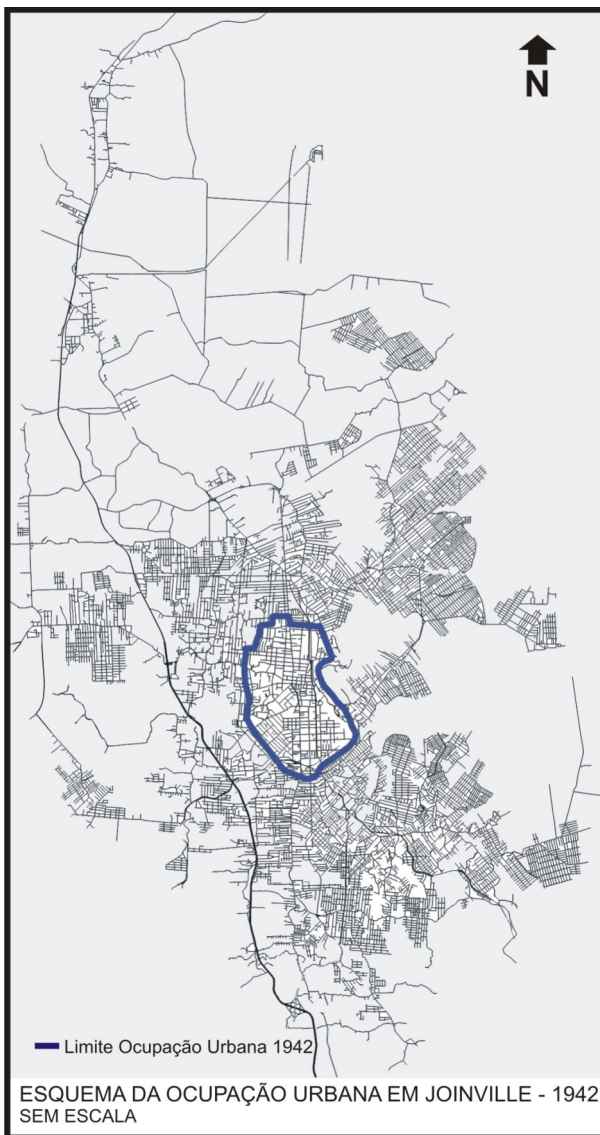 N
Limite Ocupação Urbana 1942
ESQUEMA DA OCUPAÇÃO URBANA EM JOINVILLE - 1942
SEM ESCALA